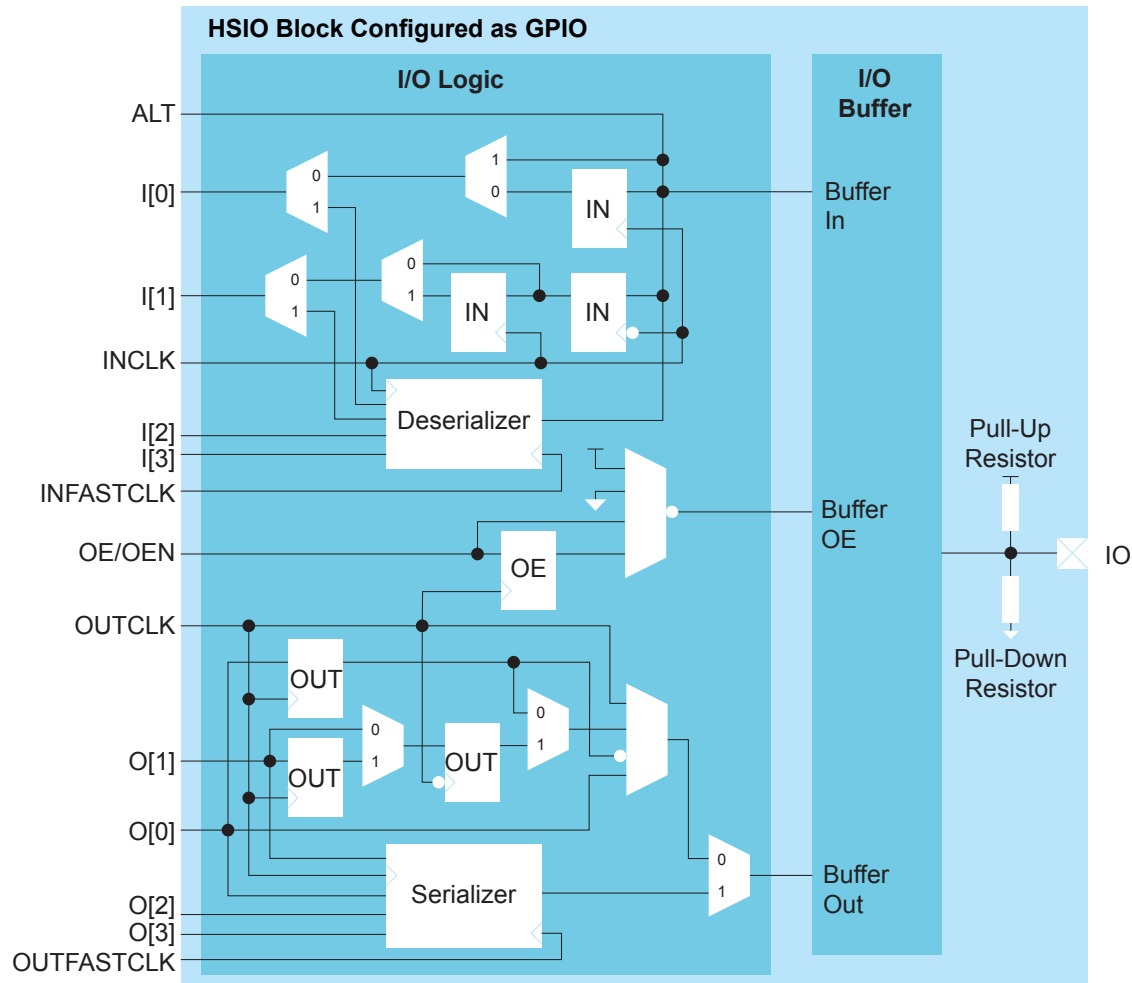 HSIO Block Configured as GPIO
I/O Logic
I/O
Buffer
ALT
1
0
0
1
I[0]
IN
Buffer
In
0
1
0
1
I[1]
IN
IN
INCLK
Deserializer
I[2]
I[3]
INFASTCLK
Pull-Up
Resistor
Buffer
OE
OE/OEN
OE
IO
OUTCLK
OUT
Pull-Down
Resistor
0
1
0
1
O[1]
OUT
OUT
O[0]
0
1
Serializer
Buffer
Out
O[2]
O[3]
OUTFASTCLK